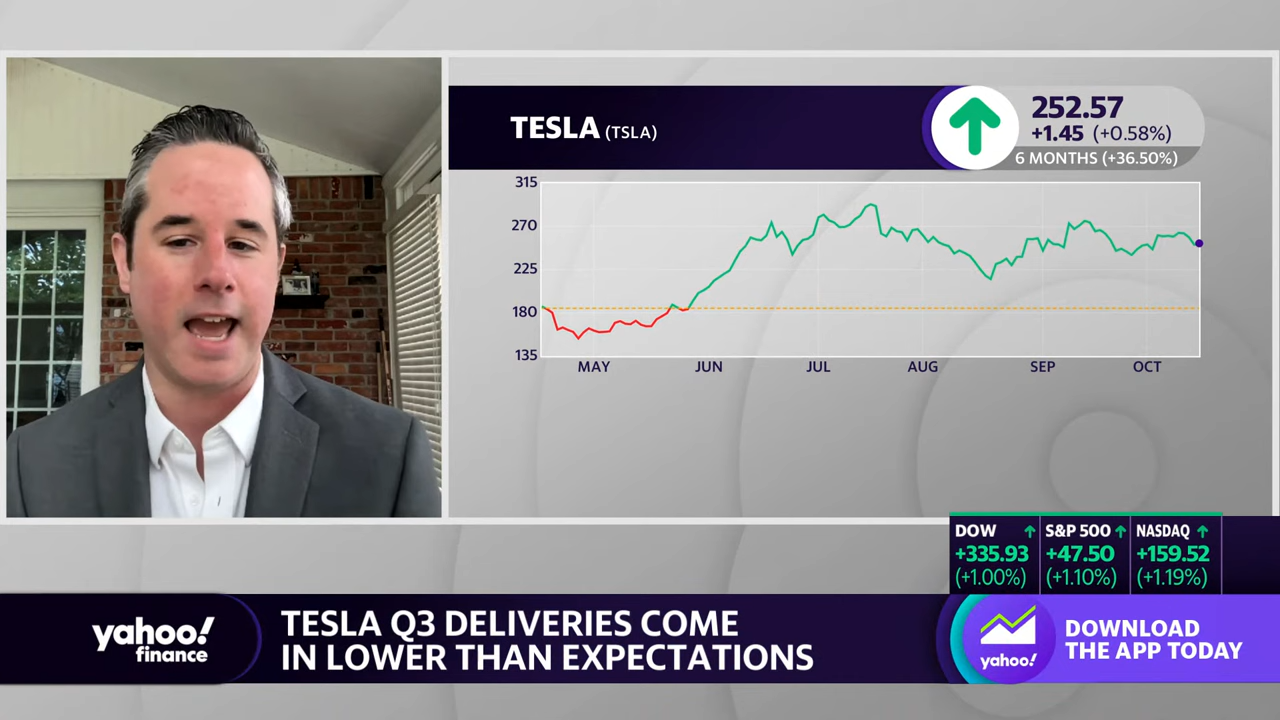 TESLA (TSLA)
252.57
+1.45 (+0.58%)
6 MONTHS (+36.50%)
315
270
225
180
135
MAY JUN JUL AUG SEP OCT
DOW
+335.93
(+1.00%)
S&P 500
+47.50
(+1.10%)
NASDAQ
+159.52
(+1.19%)
yahoo!
finance
TESLA Q3 DELIVERIES COME
IN LOWER THAN EXPECTATIONS
yahoo!
DOWNLOAD
THE APP TODAY